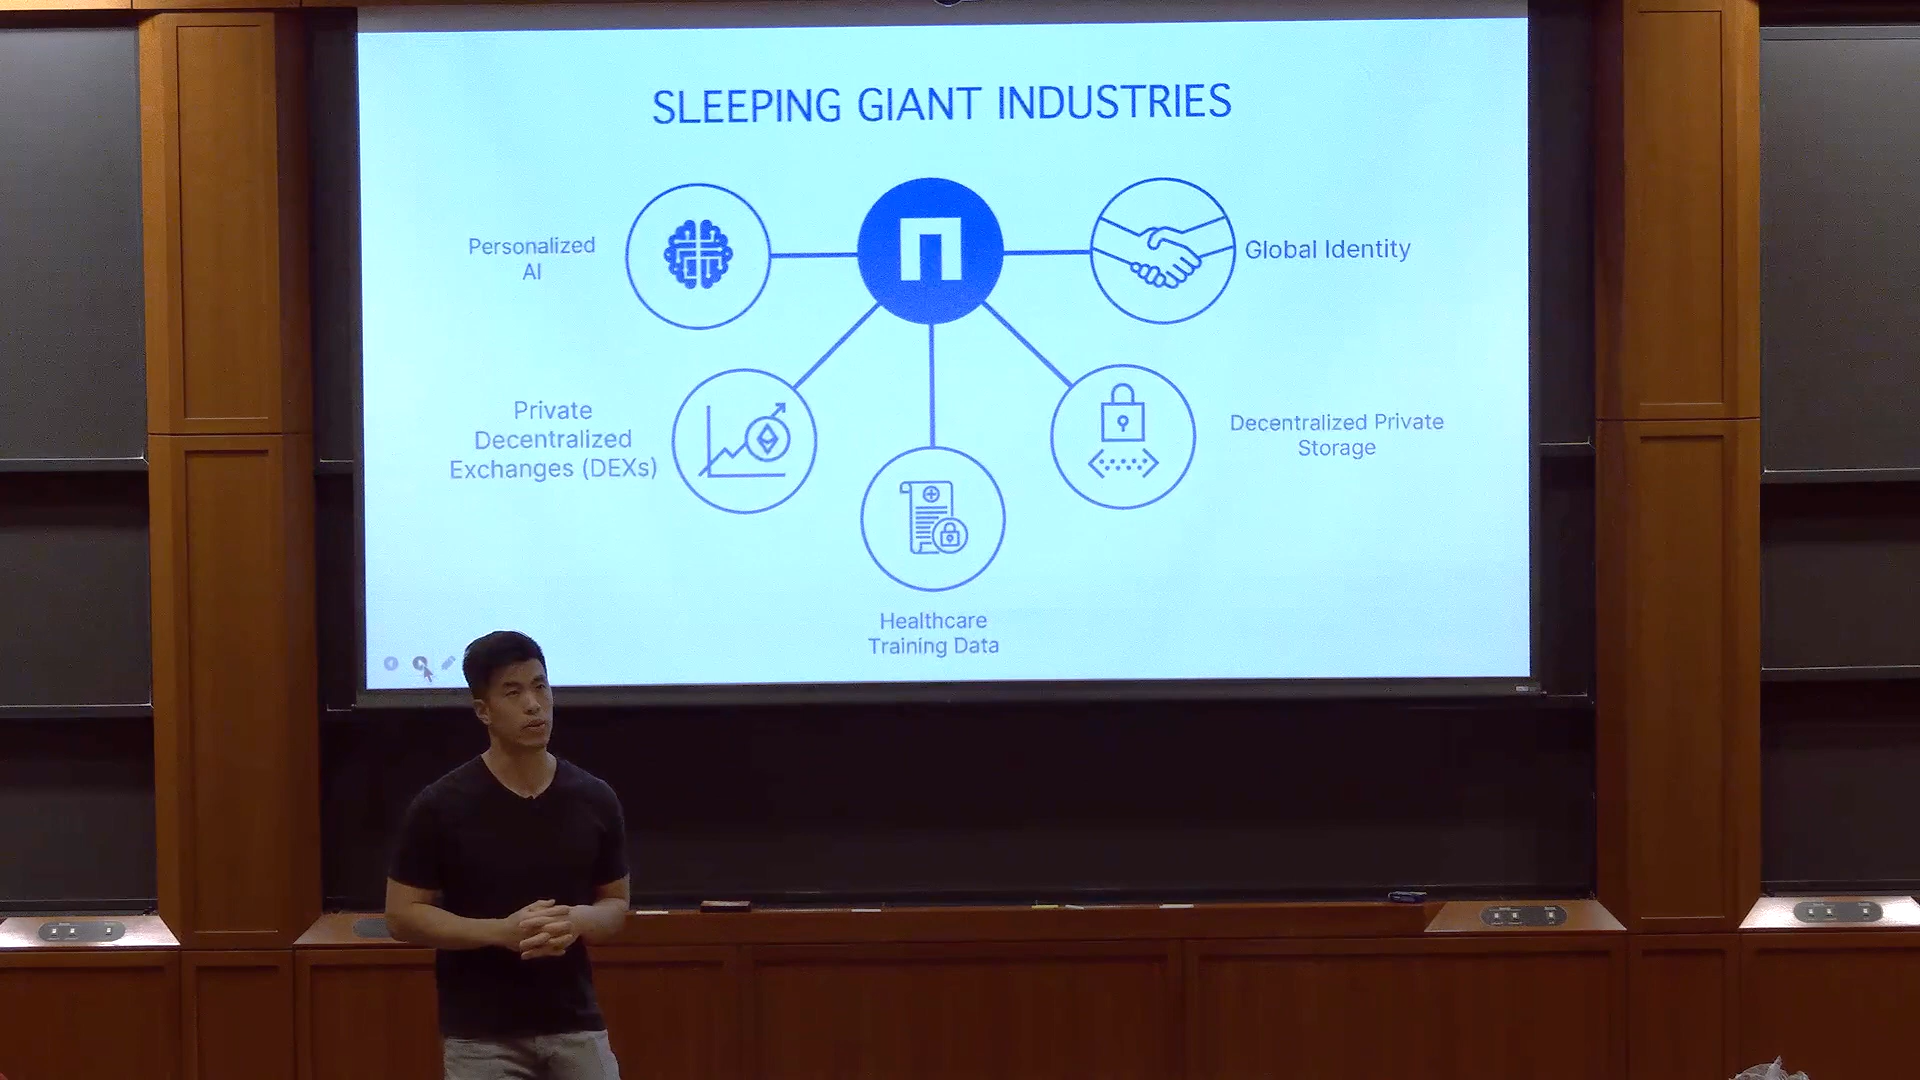 SLEEPING GIANT INDUSTRIES
Personalized
AI
Global Identity
Private
Decentralized
Exchanges (DEXs)
Decentralized Private
Storage
Healthcare
Training Data